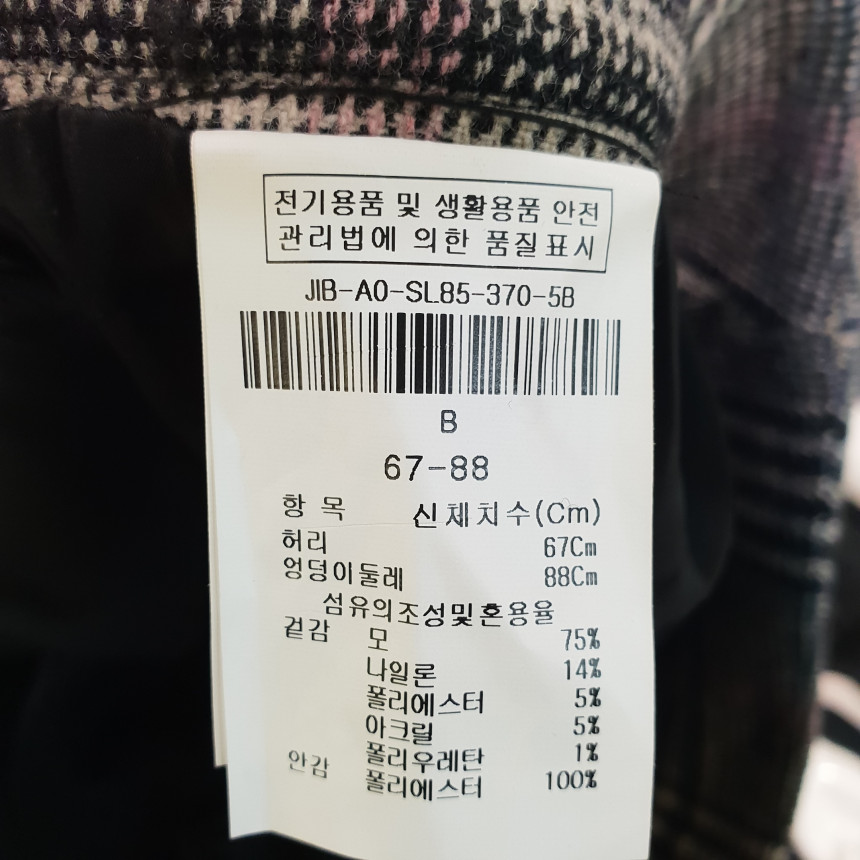 전기용품 및 생활용품 안전
관리법에 의한 품질표시
JIB-A0-SL85-370-5B
B
67-88
항 목 신체치수(Cm)
허리 67Cm
엉덩이둘레 88Cm
섬유의조성및혼용율
겉감 모 75%
나일론 14%
폴리에스터 5%
아크릴 5%
폴리우레탄 1%
안감 폴리에스터 100%